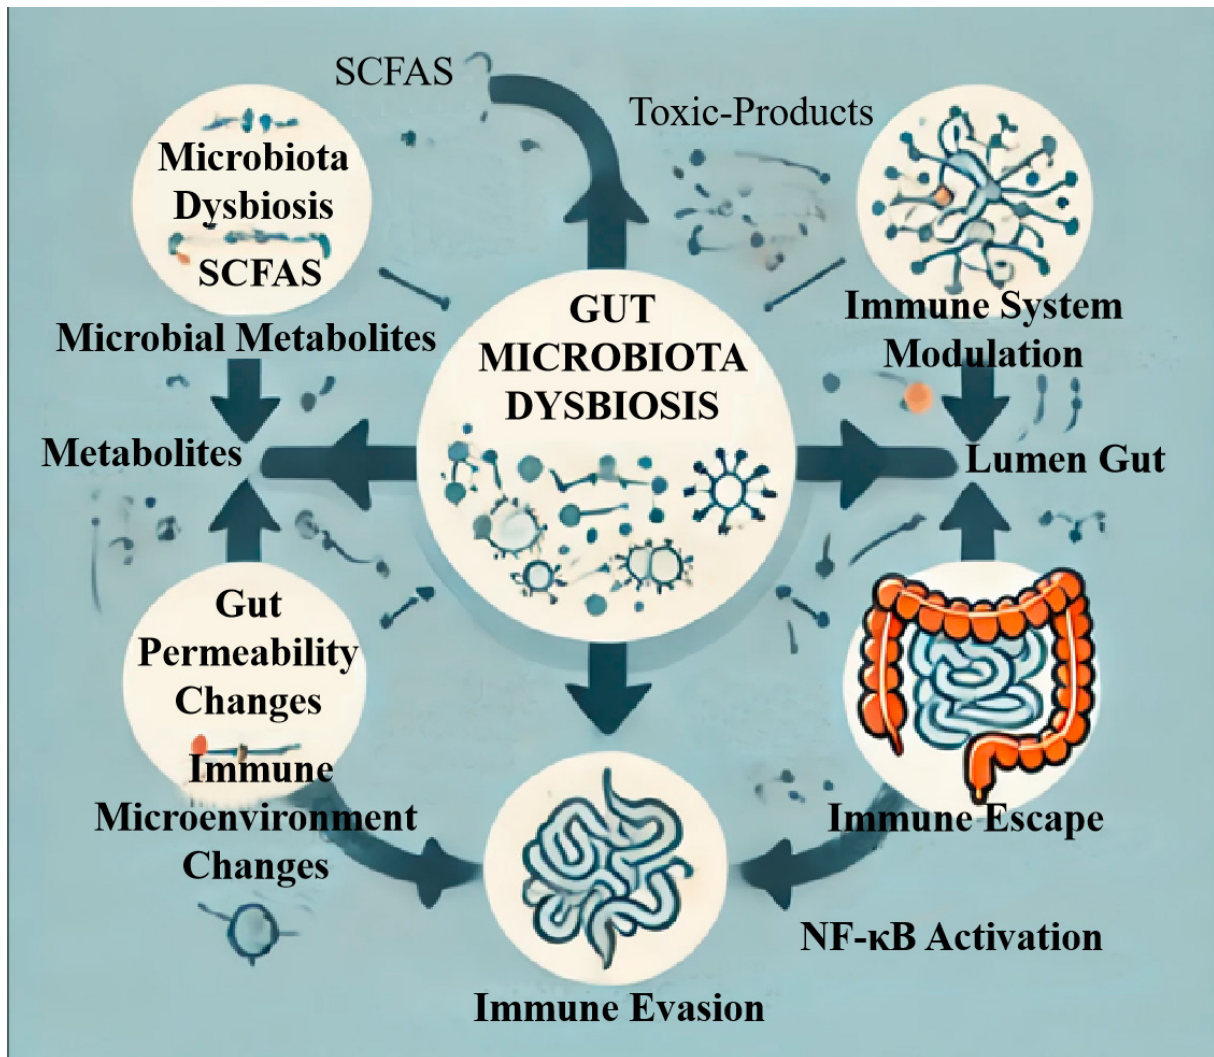 SCFAS
Toxic-Products
Microbiota
Dysbiosis
SCFAS
Microbial Metabolites
GUT
MICROBIOTA
DYSBIOSIS
Immune System
Modulation
Metabolites
Lumen Gut
Gut
Permeability
Changes
Immune
Microenvironment
Changes
Immune Escape
NF-κB Activation
Immune Evasion